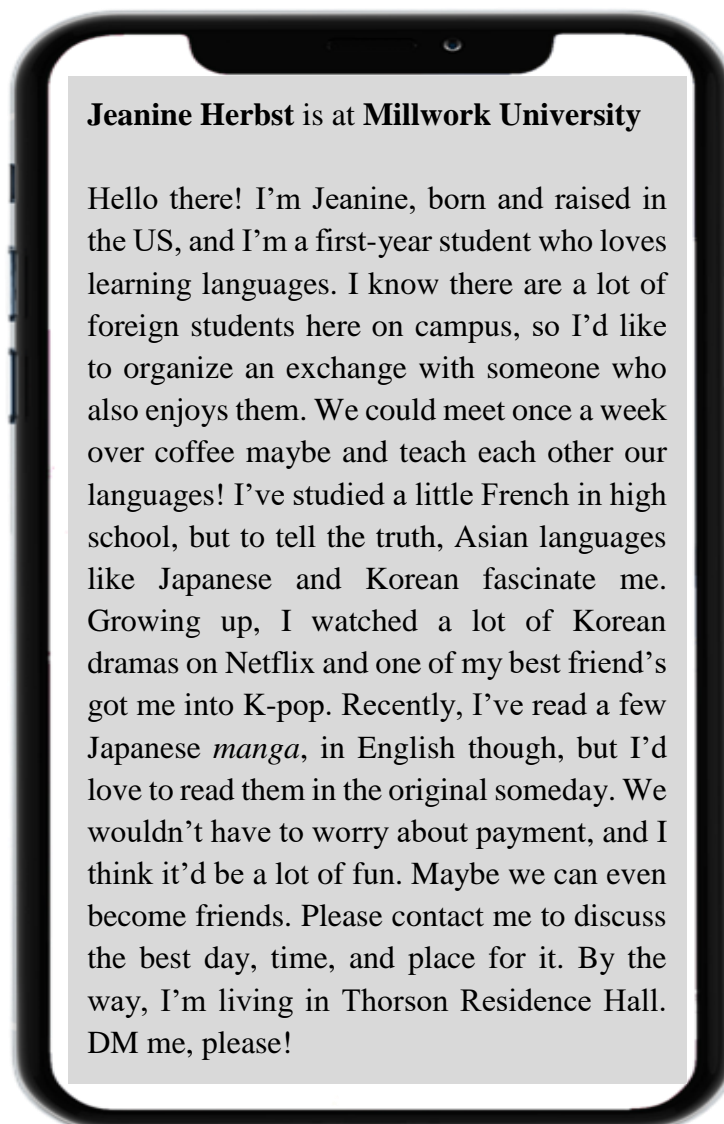 Jeanine Herbst is at Millwork University
Hello there! I’m Jeanine, born and raised in
the US, and I’m a first-year student who loves
learning languages. I know there are a lot of
foreign students here on campus, so I’d like
to organize an exchange with someone who
also enjoys them. We could meet once a week
over coffee maybe and teach each other our
languages! I’ve studied a little French in high
school, but to tell the truth, Asian languages
like Japanese and Korean fascinate me.
Growing up, I watched a lot of Korean
dramas on Netflix and one of my best friend’s
got me into K-pop. Recently, I’ve read a few
Japanese manga, in English though, but I’d
love to read them in the original someday. We
wouldn’t have to worry about payment, and I
think it’d be a lot of fun. Maybe we can even
become friends. Please contact me to discuss
the best day, time, and place for it. By the
way, I’m living in Thorson Residence Hall.
DM me, please!